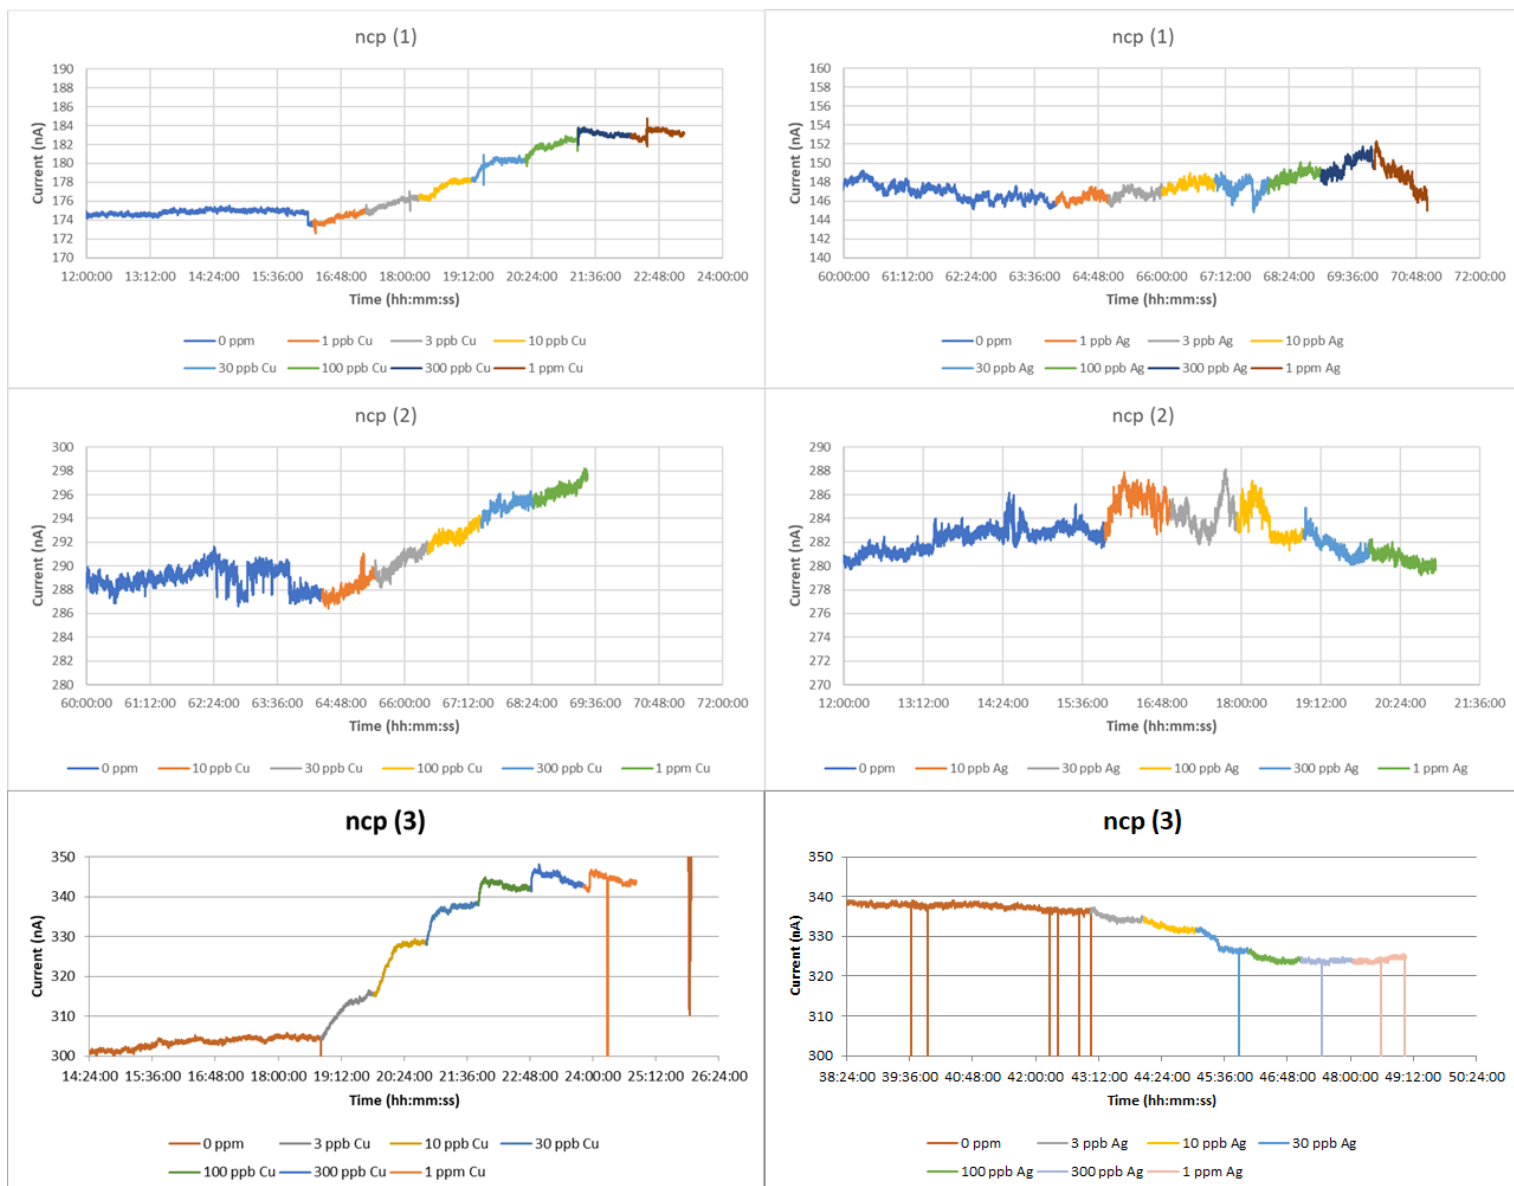 ncp (1)
190
188
186
184
182
180
178
176
174
172
170
Current (nA)
12:00:00 13:12:00 14:24:00 15:36:00 16:48:00 18:00:00 19:12:00 20:24:00 21:36:00 22:48:00 24:00:00
Time (hh:mm:ss)
0 ppm 1 ppb Cu 3 ppb Cu 10 ppb Cu
30 ppb Cu 100 ppb Cu 300 ppb Cu 1 ppm Cu
ncp (1)
160
158
156
154
152
150
148
146
144
142
140
Current (nA)
60:00:00 61:12:00 62:24:00 63:36:00 64:48:00 66:00:00 67:12:00 68:24:00 69:36:00 70:48:00 72:00:00
Time (hh:mm:ss)
0 ppm 1 ppb Ag 3 ppb Ag 10 ppb Ag
30 ppb Ag 100 ppb Ag 300 ppb Ag 1 ppm Ag
ncp (2)
300
298
296
294
292
290
288
286
284
282
280
Current (nA)
60:00:00 61:12:00 62:24:00 63:36:00 64:48:00 66:00:00 67:12:00 68:24:00 69:36:00 70:48:00 72:00:00
Time (hh:mm:ss)
0 ppm 10 ppb Cu 30 ppb Cu 100 ppb Cu 300 ppb Cu 1 ppm Cu
ncp (2)
290
288
286
284
282
280
278
276
274
272
270
Current (nA)
12:00:00 13:12:00 14:24:00 15:36:00 16:48:00 18:00:00 19:12:00 20:24:00 21:36:00
Time (hh:mm:ss)
0 ppm 10 ppb Ag 30 ppb Ag 100 ppb Ag 300 ppb Ag 1 ppm Ag
ncp (3)
350
340
330
320
310
300
Current (nA)
14:24:00 15:36:00 16:48:00 18:00:00 19:12:00 20:24:00 21:36:00 22:48:00 24:00:00 25:12:00 26:24:00
Time (hh:mm:ss)
0 ppm 3 ppb Cu 10 ppb Cu 30 ppb Cu
100 ppb Cu 300 ppb Cu 1 ppm Cu
ncp (3)
350
340
330
320
310
300
Current (nA)
38:24:00 39:36:00 40:48:00 42:00:00 43:12:00 44:24:00 45:36:00 46:48:00 48:00:00 49:12:00 50:24:00
Time (hh:mm:ss)
0 ppm 3 ppb Ag 10 ppb Ag 30 ppb Ag
100 ppb Ag 300 ppb Ag 1 ppm Ag